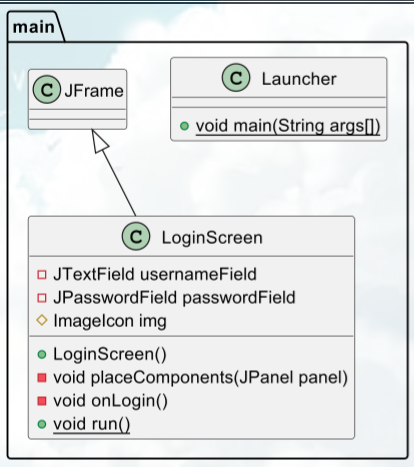 main
C JFrame
C Launcher
void main(String args[])
C LoginScreen
JTextField usernameField
JPasswordField passwordField
ImageIcon img
LoginScreen()
void placeComponents(JPanel panel)
void onLogin()
void run()